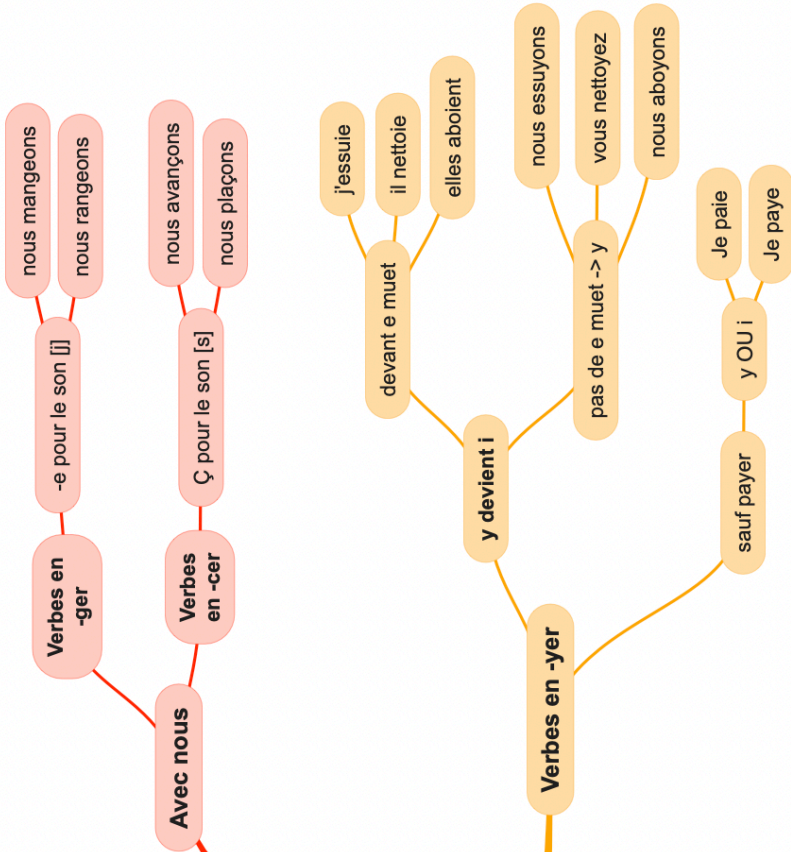 Avec nous
Verbes en
-ger
-e pour le son [j]
nous mangeons
nous rangeons
Verbes
en -cer
Ç pour le son [s]
nous avançons
nous plaçons
Verbes en -yer
y devient i
devant e muet
j'essuie
il nettoie
elles aboient
pas de e muet -> y
nous essuyons
vous nettoyez
nous aboyons
sauf payer
y OU i
Je paie
Je paye